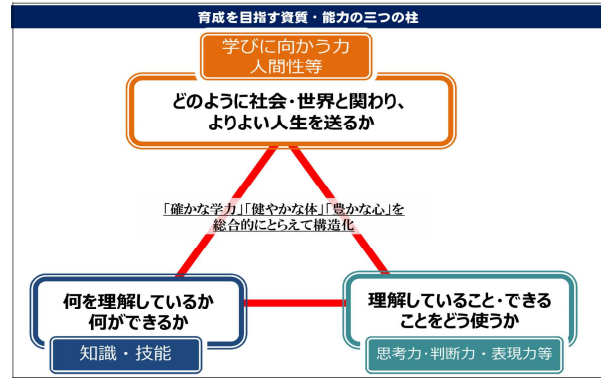 育成を目指す資質・能力の三つの柱
学びに向かう力
人間性等
どのように社会・世界と関わり、
よりよい人生を送るか
「確かな学力」「健やかな体」「豊かな心」を
総合的にとらえて構造化
何を理解しているか
何ができるか
知識・技能
理解していること・できる
ことをどう使うか
思考力・判断力・表現力等